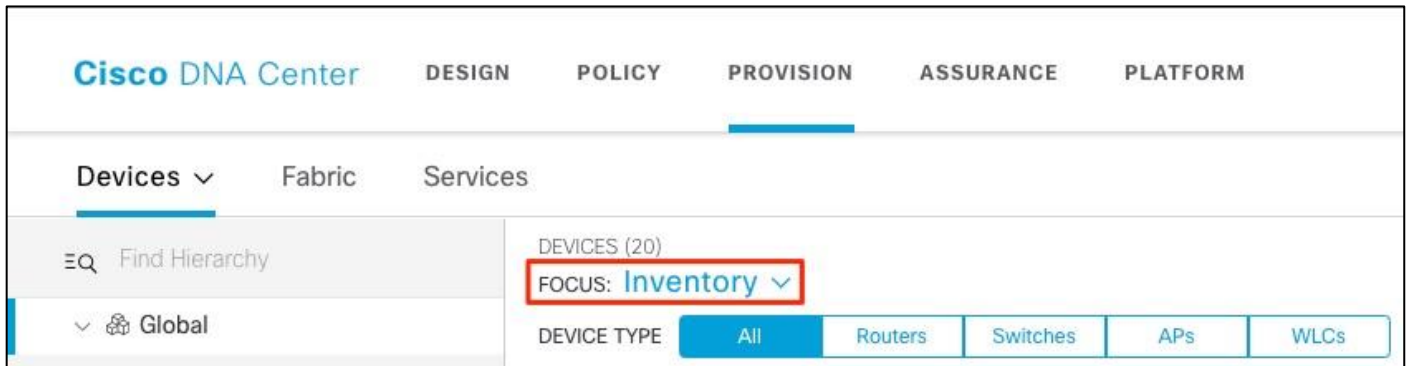 Cisco DNA Center DESIGN POLICY PROVISION ASSURANCE PLATFORM
Devices Fabric Services
Find Hierarchy
Global
DEVICES (20)
FOCUS: Inventory
DEVICE TYPE All Routers Switches APs WLCs